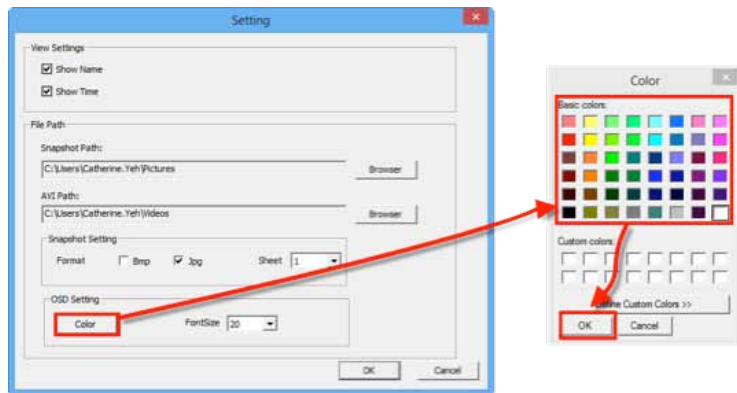 Setting
View Settings
Show Name
Show Time
File Path
Snapshot Path:
C:\Users\Catherine.Yeh\Pictures
Browser
AVI Path:
C:\Users\Catherine.Yeh\Videos
Browser
Snapshot Setting
Format Bmp Jpg Sheet 1
OSD Setting
Color FontSize 20
OK Cancel
Color
Basic colors:
Custom colors:
Define Custom Colors >>
OK Cancel